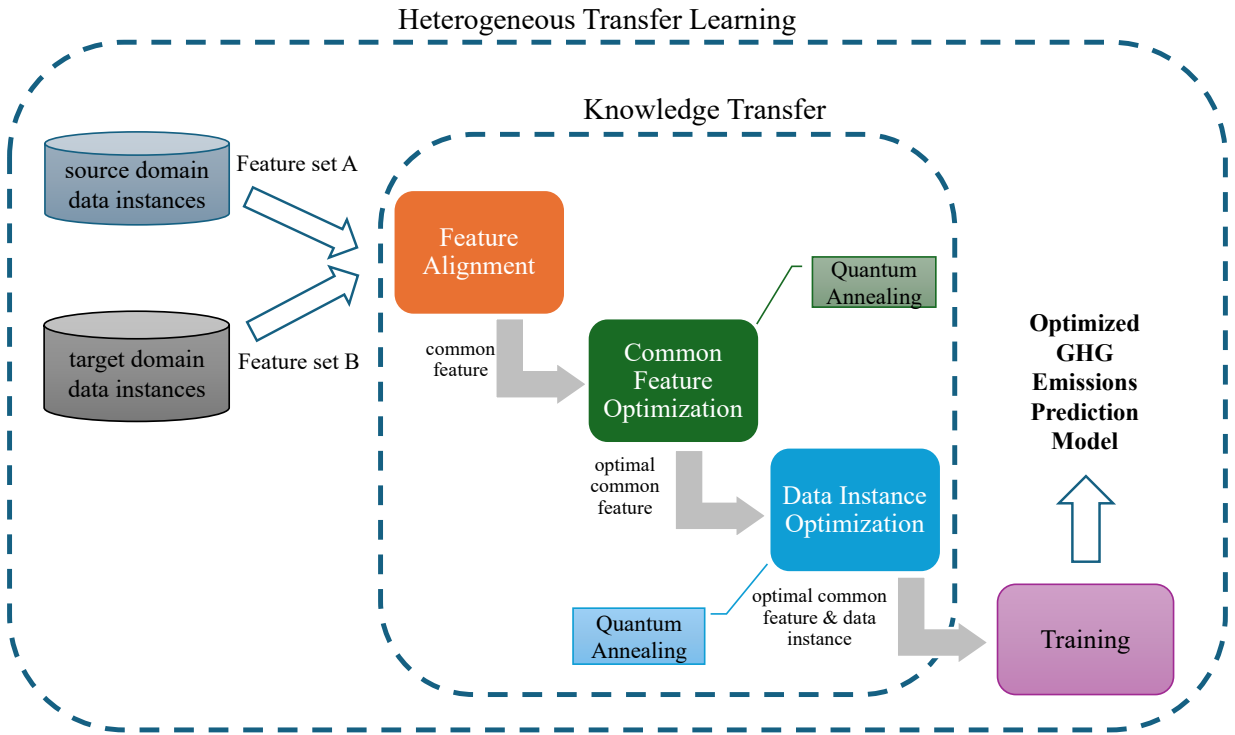 Heterogeneous Transfer Learning
Knowledge Transfer
source domain
data instances
Feature set A
target domain
data instances
Feature set B
Feature
Alignment
common
feature
Quantum
Annealing
Common
Feature
Optimization
optimal
common
feature
Data Instance
Optimization
Quantum
Annealing
optimal common
feature & data
instance
Training
Optimized
GHG
Emissions
Prediction
Model